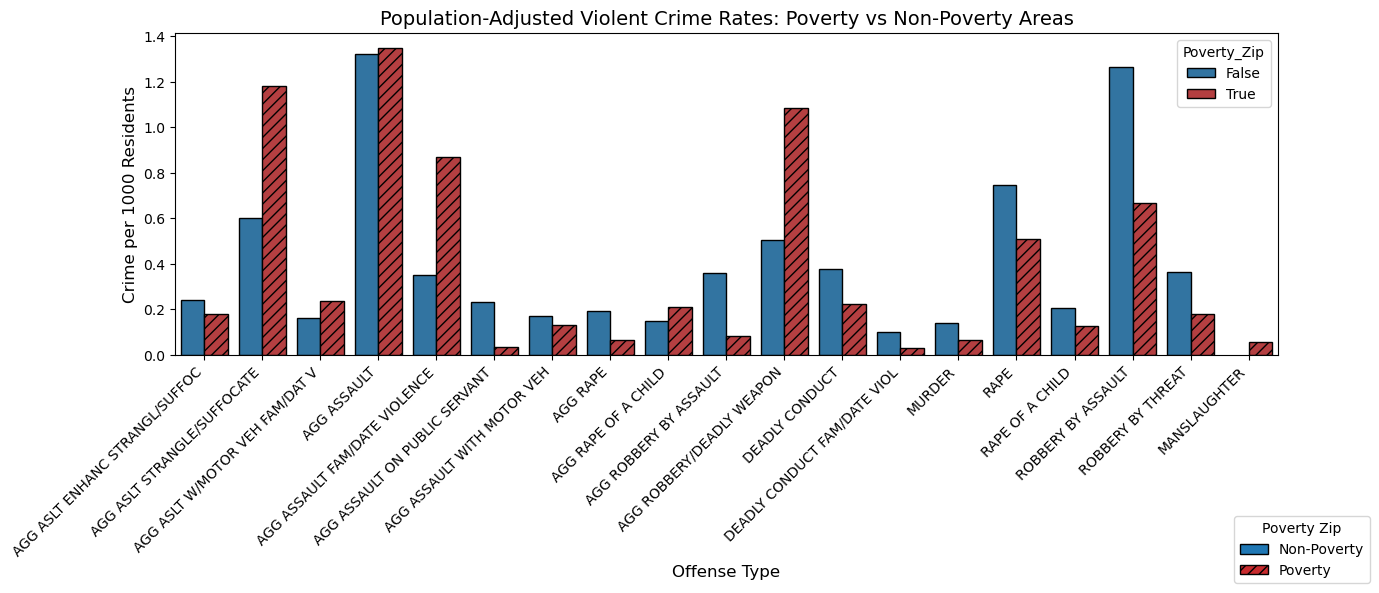 Population-Adjusted Violent Crime Rates: Poverty vs Non-Poverty Areas
Crime per 1000 Residents
1.4
1.2
1.0
0.8
0.6
0.4
0.2
0.0
Poverty_Zip
False
True
AGG ASLT ENHANC STRANGL/SUFFOC
AGG ASLT STRANGLE/SUFFOCATE
AGG ASLT W/MOTOR VEH FAM/DAT V
AGG ASSAULT
AGG ASSAULT FAM/DATE VIOLENCE
AGG ASSAULT ON PUBLIC SERVANT
AGG ASSAULT WITH MOTOR VEH
AGG RAPE
AGG RAPE OF A CHILD
AGG ROBBERY BY ASSAULT
AGG ROBBERY/DEADLY WEAPON
DEADLY CONDUCT
DEADLY CONDUCT FAM/DATE VIOL
MURDER
RAPE
RAPE OF A CHILD
ROBBERY BY ASSAULT
ROBBERY BY THREAT
MANSLAUGHTER
Offense Type
Poverty Zip
Non-Poverty
Poverty